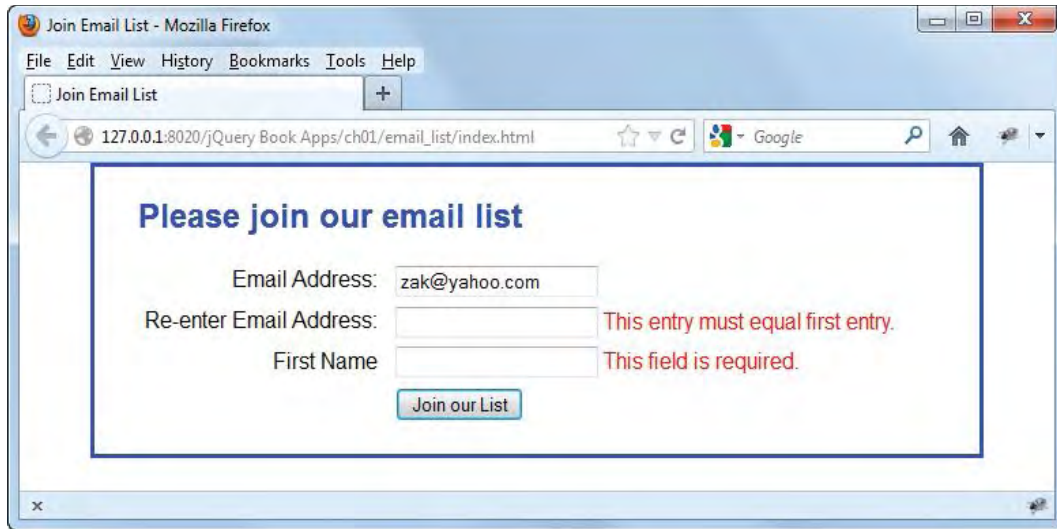 Join Email List - Mozilla Firefox
File Edit View History Bookmarks Tools Help
Join Email List +
127.0.0.1:8020/jQuery Book Apps/ch01/email_list/index.html Google
Please join our email list
Email Address: zak@yahoo.com
Re-enter Email Address: This entry must equal first entry.
First Name This field is required.
Join our List
x